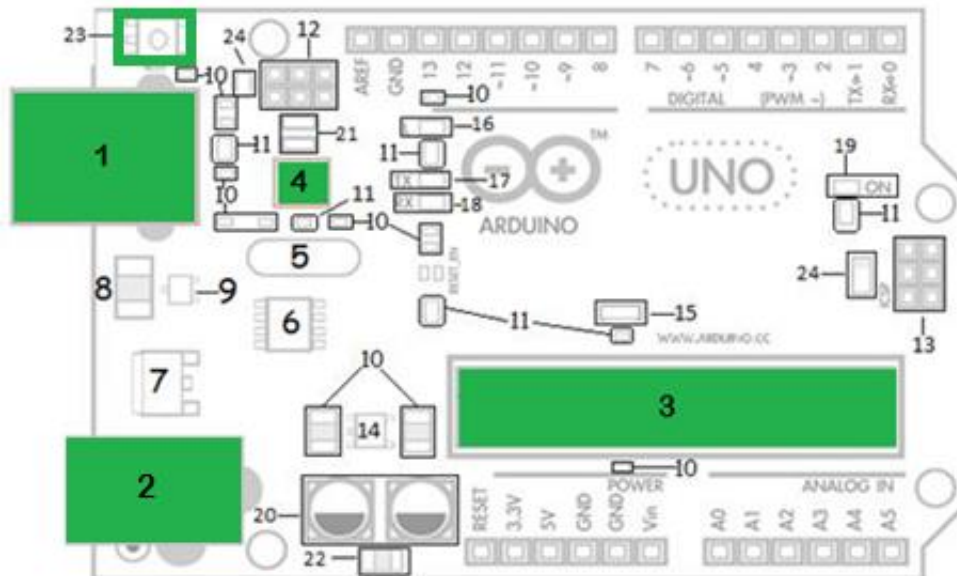 23
24
12
10
AREF
GND
13
12
~11
~10
~9
8
7
~6
~5
4
~3
2
TX→1
RX←0
DIGITAL (PWM ~)
10
16
21
11
1
11
4
TX
17
RX
18
™
ARDUINO
UNO
19
ON
11
10
11
10
5
RESET_EN
8
9
6
24
ICSP
13
11
15
WWW.ARDUINO.CC
7
10
14
3
10
2
20
22
POWER
ANALOG IN
RESET
3.3V
5V
GND
GND
Vin
A0
A1
A2
A3
A4
A5